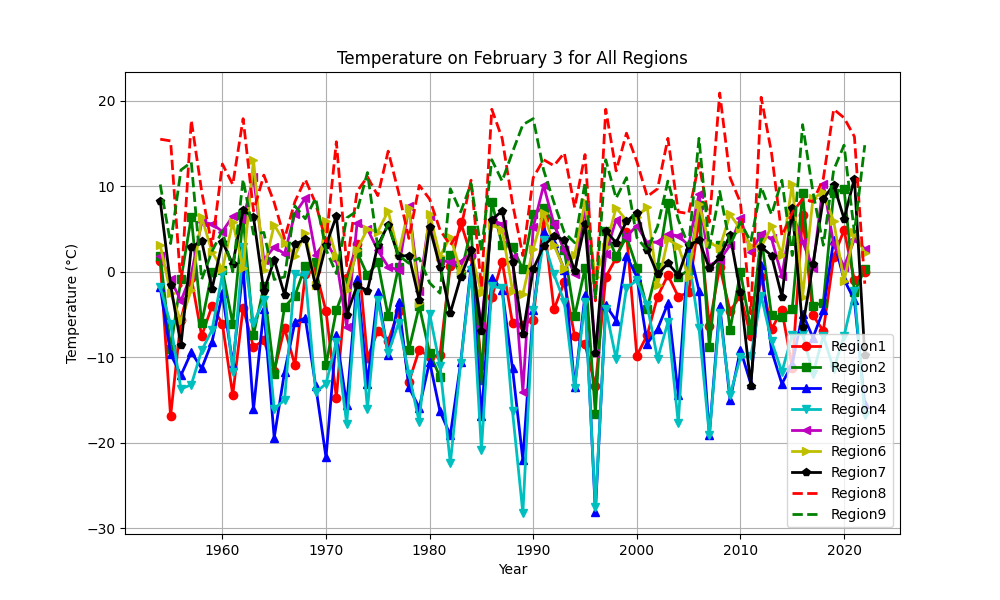 Temperature on February 3 for All Regions
Temperature (°C)
20
10
0
−10
−20
−30
1960 1970 1980 1990 2000 2010 2020
Year
Region1
Region2
Region3
Region4
Region5
Region6
Region7
Region8
Region9